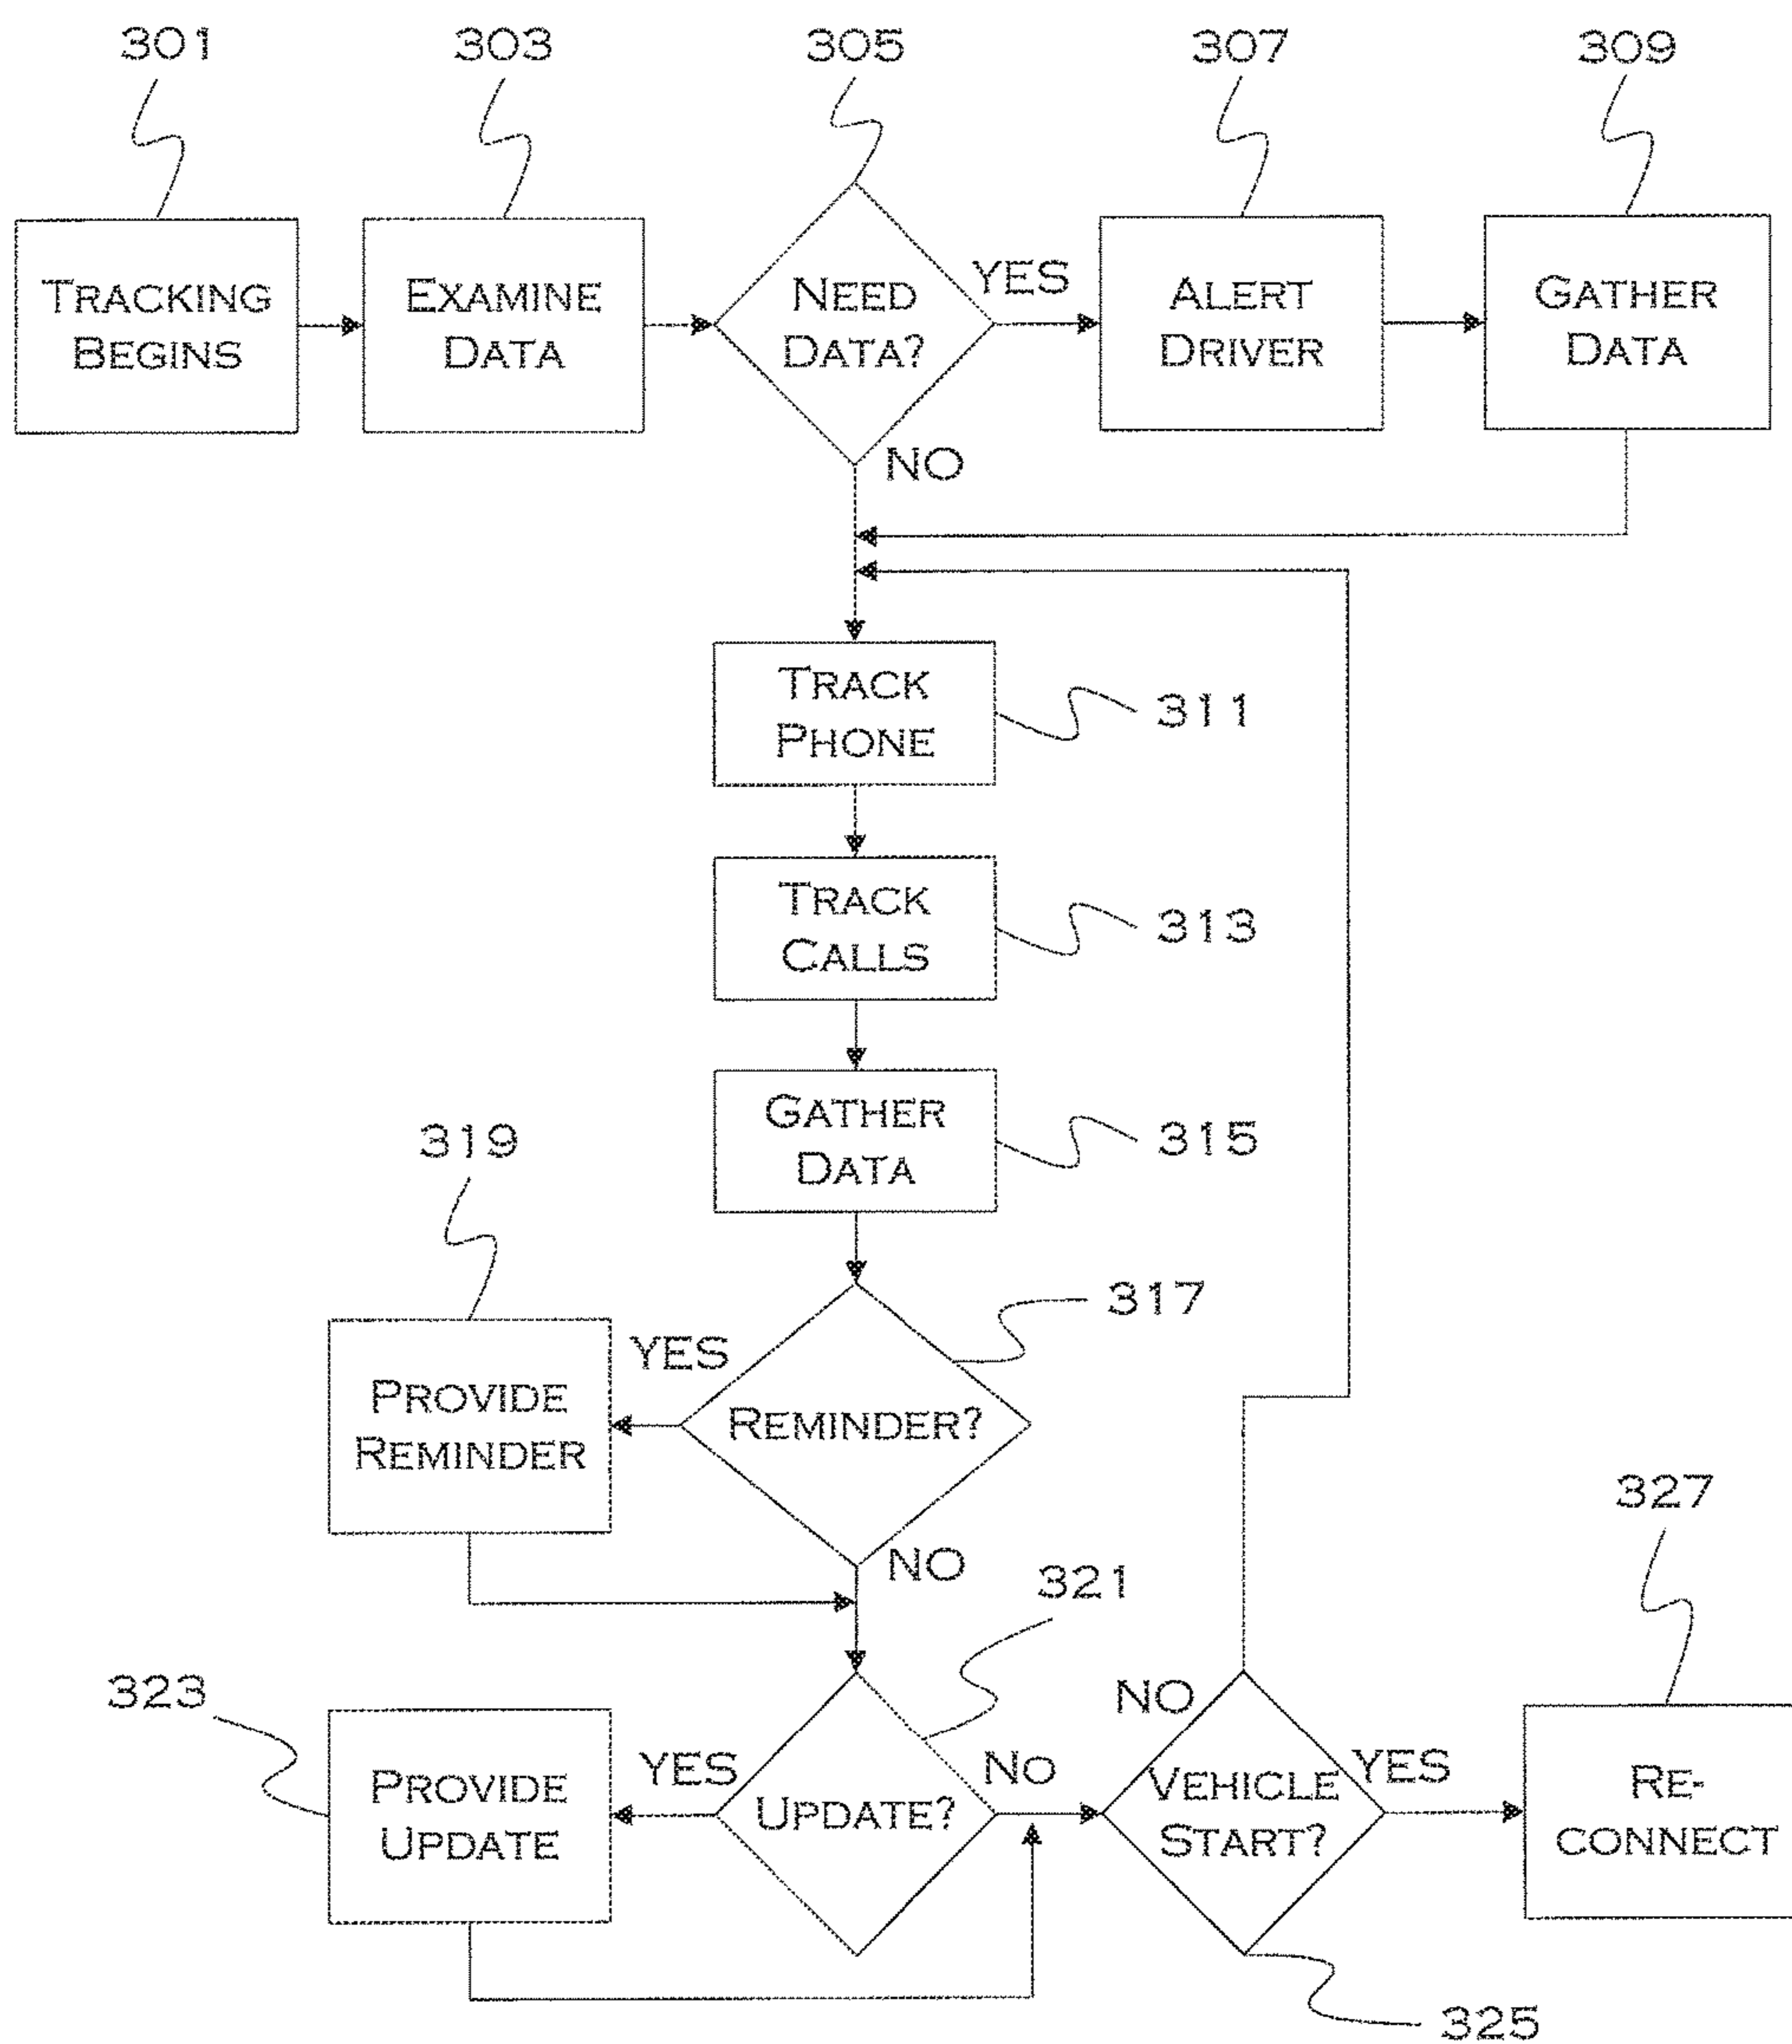 301
303
305
307
309
TRACKING
BEGINS
EXAMINE
DATA
NEED
DATA?
YES
ALERT
DRIVER
GATHER
DATA
NO
TRACK
PHONE
311
TRACK
CALLS
313
GATHER
DATA
315
319
317
YES
PROVIDE
REMINDER
REMINDER?
NO
321
327
323
YES
PROVIDE
UPDATE
UPDATE?
NO
NO
VEHICLE
START?
YES
RE-
CONNECT
325